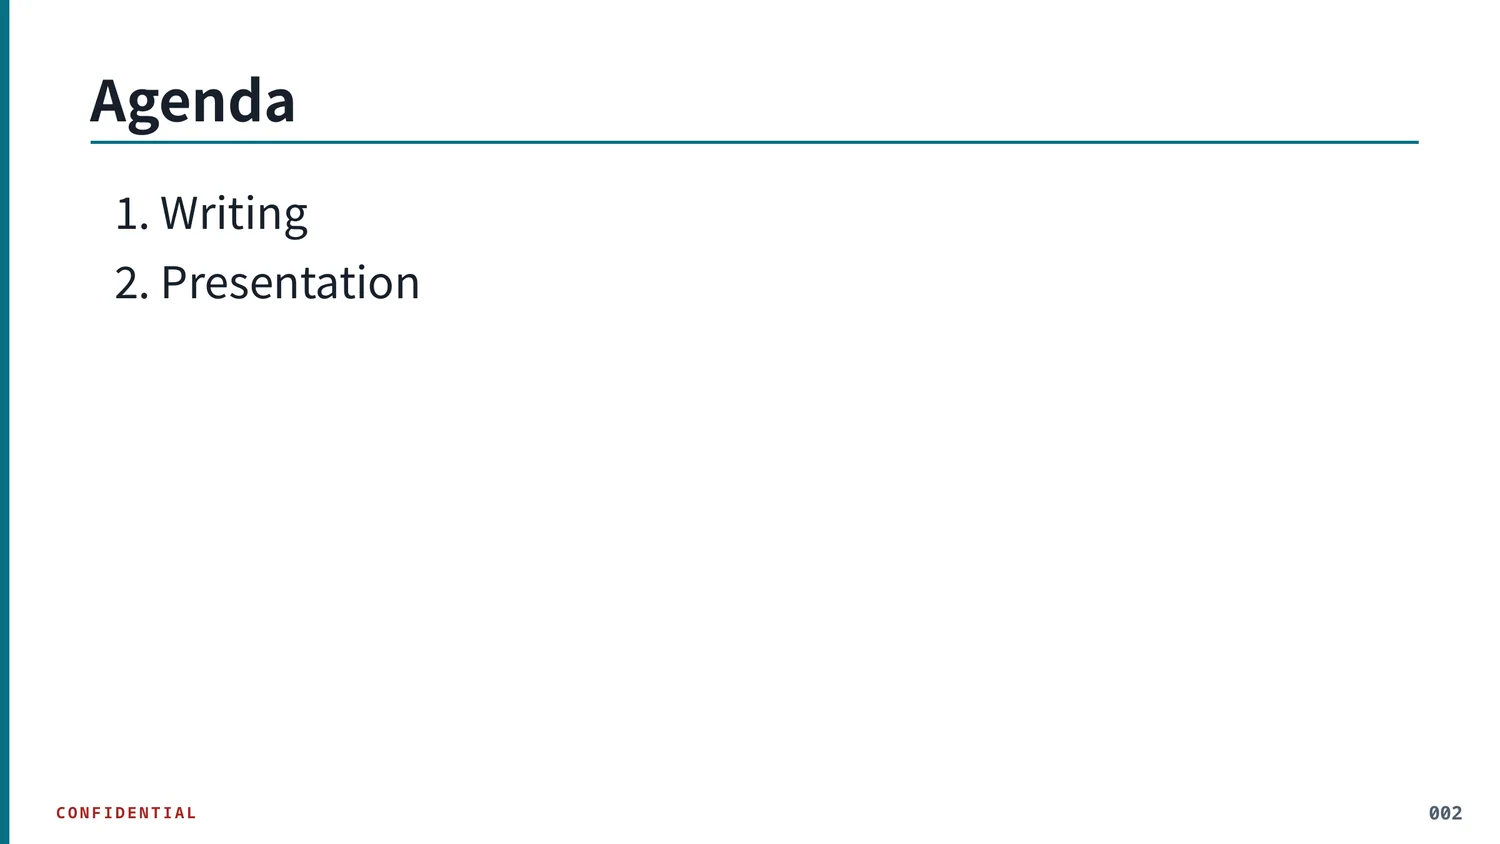 Agenda
1. Writing
2. Presentation
CONFIDENTIAL
002